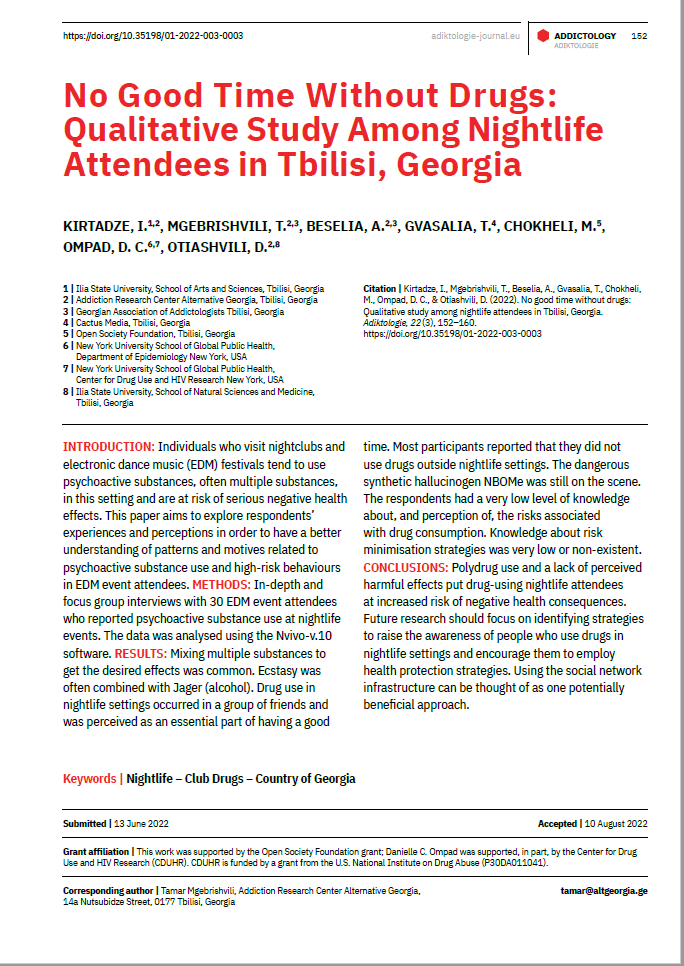 https://doi.org/10.35198/01-2022-003-0003
adiktologie-journal.eu
ADDICTOLOGY 152
ADIKTOLOGIE
No Good Time Without Drugs:
Qualitative Study Among Nightlife
Attendees in Tbilisi, Georgia
KIRTADZE, I.1,2, MGEBRISHVILI, T.2,3, BESELIA, A.2,3, GVASALIA, T.4, CHOKHELI, M.5,
OMPAD, D. C.6,7, OTIASHVILI, D.2,8
1 | Ilia State University, School of Arts and Sciences, Tbilisi, Georgia
2 | Addiction Research Center Alternative Georgia, Tbilisi, Georgia
3 | Georgian Association of Addictologists Tbilisi, Georgia
4 | Cactus Media, Tbilisi, Georgia
5 | Open Society Foundation, Tbilisi, Georgia
6 | New York University School of Global Public Health,
Department of Epidemiology New York, USA
7 | New York University School of Global Public Health,
Center for Drug Use and HIV Research New York, USA
8 | Ilia State University, School of Natural Sciences and Medicine,
Tbilisi, Georgia
Citation | Kirtadze, I., Mgebrishvili, T., Beselia, A., Gvasalia, T., Chokheli,
M., Ompad, D. C., & Otiashvili, D. (2022). No good time without drugs:
Qualitative study among nightlife attendees in Tbilisi, Georgia.
Adiktologie, 22(3), 152–160.
https://doi.org/10.35198/01-2022-003-0003
INTRODUCTION: Individuals who visit nightclubs and
electronic dance music (EDM) festivals tend to use
psychoactive substances, often multiple substances,
in this setting and are at risk of serious negative health
effects. This paper aims to explore respondents'
experiences and perceptions in order to have a better
understanding of patterns and motives related to
psychoactive substance use and high-risk behaviours
in EDM event attendees. METHODS: In-depth and
focus group interviews with 30 EDM event attendees
who reported psychoactive substance use at nightlife
events. The data was analysed using the Nvivo-v.10
software. RESULTS: Mixing multiple substances to
get the desired effects was common. Ecstasy was
often combined with Jager (alcohol). Drug use in
nightlife settings occurred in a group of friends and
was perceived as an essential part of having a good
time. Most participants reported that they did not
use drugs outside nightlife settings. The dangerous
synthetic hallucinogen NBOMe was still on the scene.
The respondents had a very low level of knowledge
about, and perception of, the risks associated
with drug consumption. Knowledge about risk
minimisation strategies was very low or non-existent.
CONCLUSIONS: Polydrug use and a lack of perceived
harmful effects put drug-using nightlife attendees
at increased risk of negative health consequences.
Future research should focus on identifying strategies
to raise the awareness of people who use drugs in
nightlife settings and encourage them to employ
health protection strategies. Using the social network
infrastructure can be thought of as one potentially
beneficial approach.
Keywords | Nightlife – Club Drugs – Country of Georgia
Submitted | 13 June 2022
Accepted | 10 August 2022
Grant affiliation | This work was supported by the Open Society Foundation grant; Danielle C. Ompad was supported, in part, by the Center for Drug
Use and HIV Research (CDUHR). CDUHR is funded by a grant from the U.S. National Institute on Drug Abuse (P30DA011041).
Corresponding author | Tamar Mgebrishvili, Addiction Research Center Alternative Georgia,
14a Nutsubidze Street, 0177 Tbilisi, Georgia
tamar@altgeorgia.ge